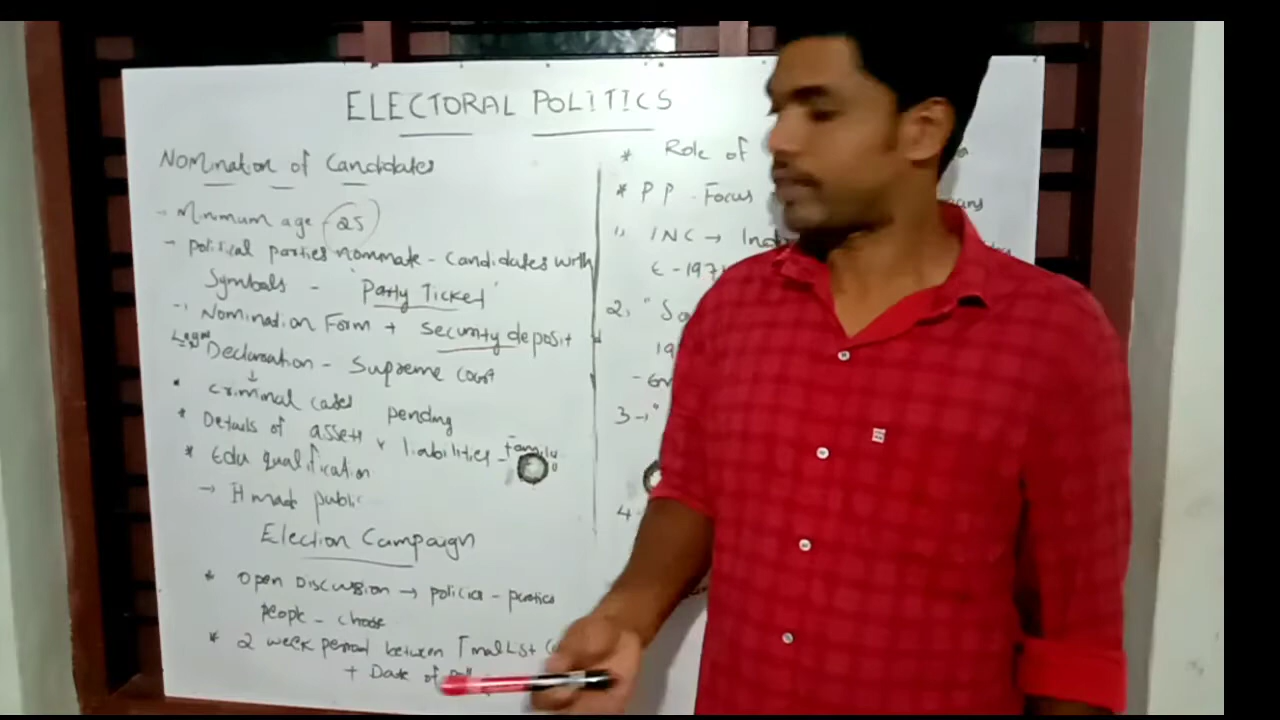 ELECTORAL POLITICS
Nomination of Candidates
- Minimum age 25
- Political parties nominate - candidates with
Symbols - 'Party Ticket'
- Nomination Form + Security deposit
Legal Declaration - Supreme Court
* Criminal cases pending
* Details of assets & liabilities - Family
* Edu qualification
→ It made public
Election Campaign
* Open Discussion → policies - parties
people - choose
* 2 week period between Final List
+ Date of
* Role of
* PP - Focus
" INC →
E - 1971
2. "
19
3 → "
4